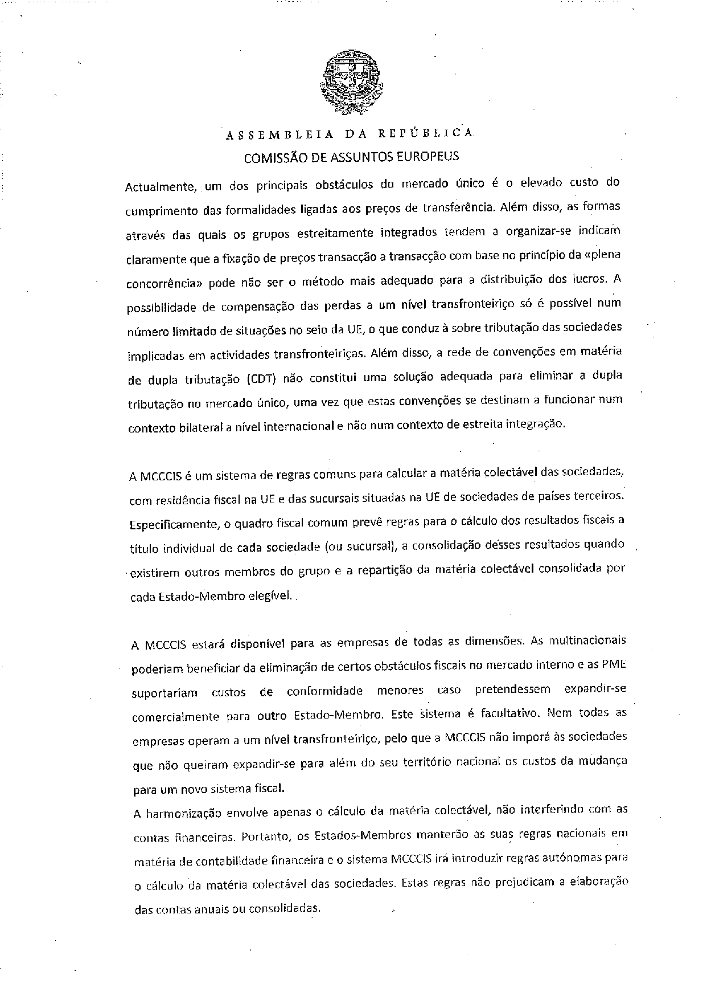 ASSEMBLEIA DA REPÚBLICA
COMISSÃO DE ASSUNTOS EUROPEUS
Actualmente, um dos principais obstáculos do mercado único é o elevado custo do
cumprimento das formalidades ligadas aos preços de transferência. Além disso, as formas
através das quais os grupos estreitamente integrados tendem a organizar-se indicam
claramente que a fixação de preços transacção a transacção com base no princípio da «plena
concorrência» pode não ser o método mais adequado para a distribuição dos lucros. A
possibilidade de compensação das perdas a um nível transfronteiriço só é possível num
número limitado de situações no seio da UE, o que conduz à sobre tributação das sociedades
implicadas em actividades transfronteiriças. Além disso, a rede de convenções em matéria
de dupla tributação (CDT) não constitui uma solução adequada para eliminar a dupla
tributação no mercado único, uma vez que estas convenções se destinam a funcionar num
contexto bilateral a nível internacional e não num contexto de estreita integração.
A MCCCIS é um sistema de regras comuns para calcular a matéria colectável das sociedades,
com residência fiscal na UE e das sucursais situadas na UE de sociedades de países terceiros.
Especificamente, o quadro fiscal comum prevê regras para o cálculo dos resultados fiscais a
título individual de cada sociedade (ou sucursal), a consolidação desses resultados quando
existirem outros membros do grupo e a repartição da matéria colectável consolidada por
cada Estado-Membro elegível.
A MCCCIS estará disponível para as empresas de todas as dimensões. As multinacionais
poderiam beneficiar da eliminação de certos obstáculos fiscais no mercado interno e as PME
suportariam custos de conformidade menores caso pretendessem expandir-se
comercialmente para outro Estado-Membro. Este sistema é facultativo. Nem todas as
empresas operam a um nível transfronteiriço, pelo que a MCCCIS não imporá às sociedades
que não queiram expandir-se para além do seu território nacional os custos da mudança
para um novo sistema fiscal.
A harmonização envolve apenas o cálculo da matéria colectável, não interferindo com as
contas financeiras. Portanto, os Estados-Membros manterão as suas regras nacionais em
matéria de contabilidade financeira e o sistema MCCCIS irá introduzir regras autónomas para
o cálculo da matéria colectável das sociedades. Estas regras não prejudicam a elaboração
das contas anuais ou consolidadas.